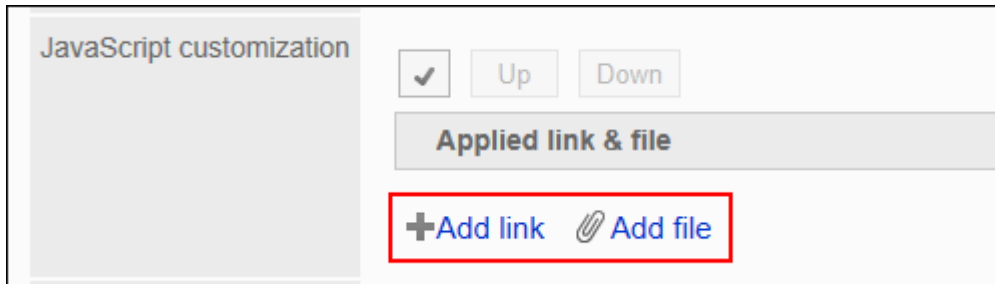 JavaScript customization
Up Down
Applied link & file
Add link Add file